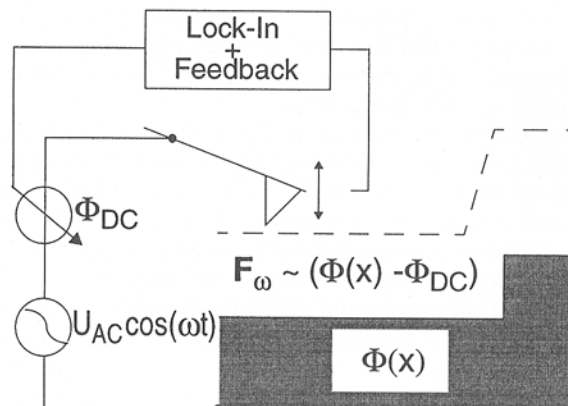 Lock-In
+
Feedback
Φ_DC
F_ω ~ (Φ(x) -Φ_DC)
U_AC cos(ωt)
Φ(x)